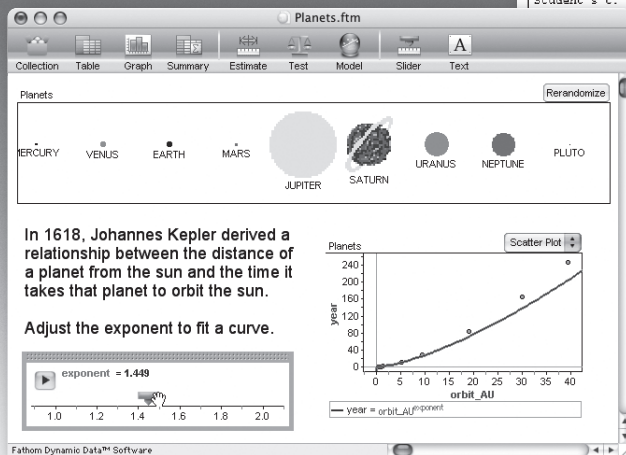 Student's t.
Planets.ftm
Collection Table Graph Summary Estimate Test Model Slider Text
Planets
Rerandomize
MERCURY VENUS EARTH MARS JUPITER SATURN URANUS NEPTUNE PLUTO
In 1618, Johannes Kepler derived a
relationship between the distance of
a planet from the sun and the time it
takes that planet to orbit the sun.
Adjust the exponent to fit a curve.
exponent = 1.449
1.0 1.2 1.4 1.6 1.8 2.0
Planets
Scatter Plot
240
200
160
120
80
40
0
year
0 5 10 15 20 25 30 35 40
orbit_AU
year = orbit_AU^exponent
Fathom Dynamic Data™ Software